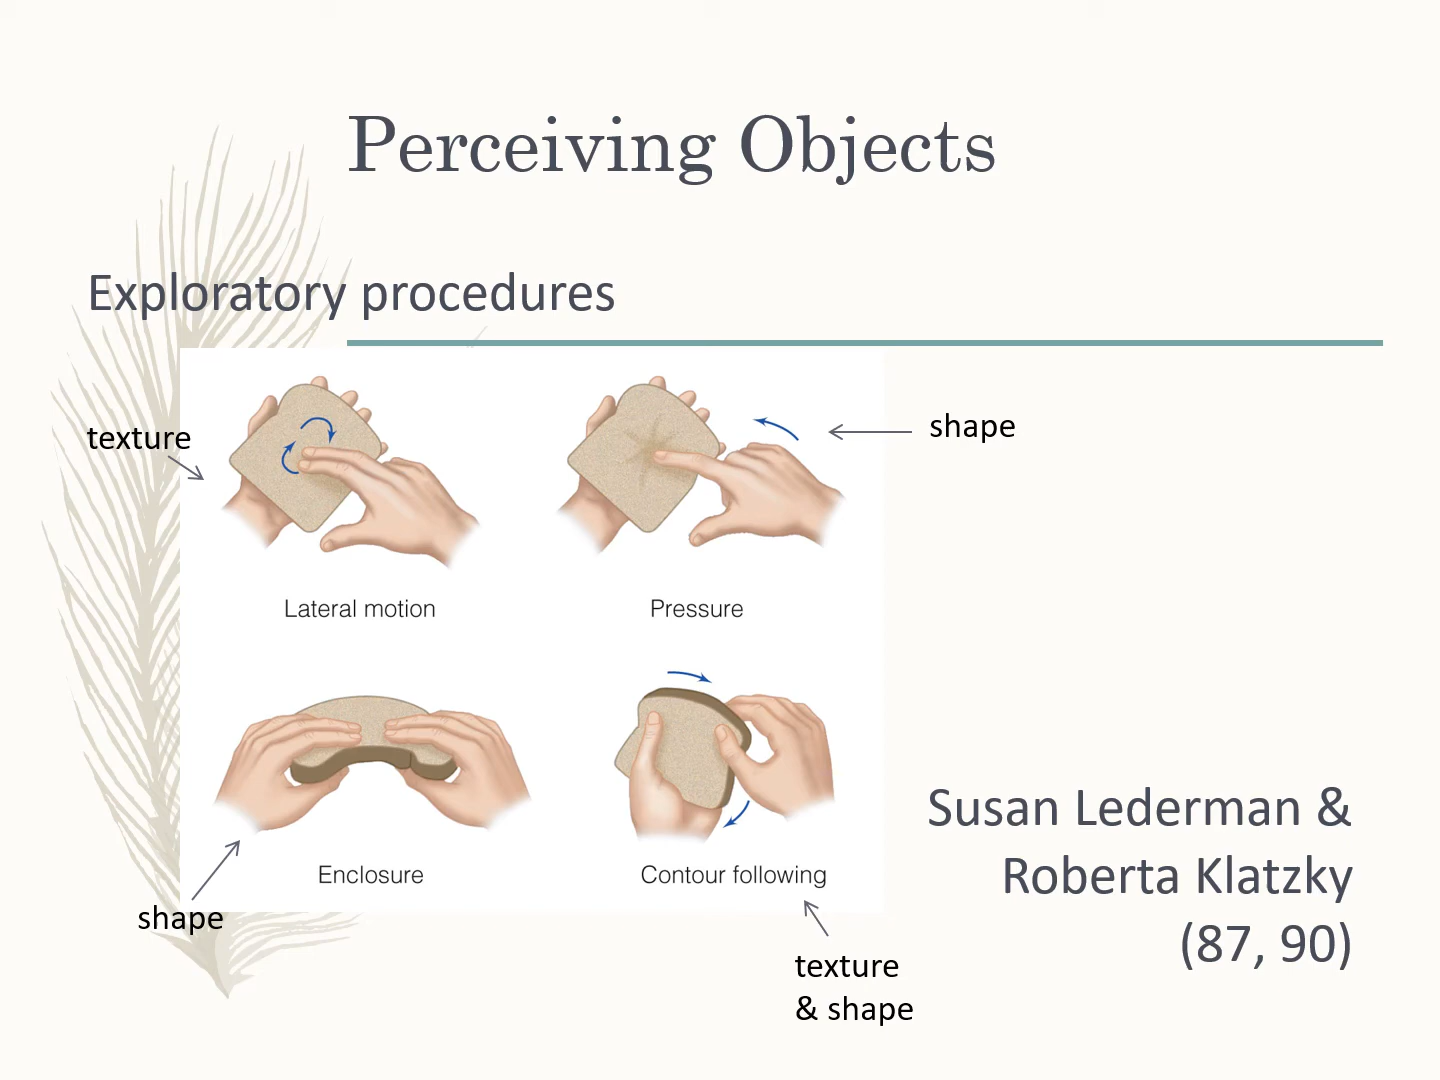 Perceiving Objects
Exploratory procedures
texture
shape
Lateral motion
Pressure
Enclosure
Contour following
shape
texture
& shape
Susan Lederman &
Roberta Klatzky
(87, 90)